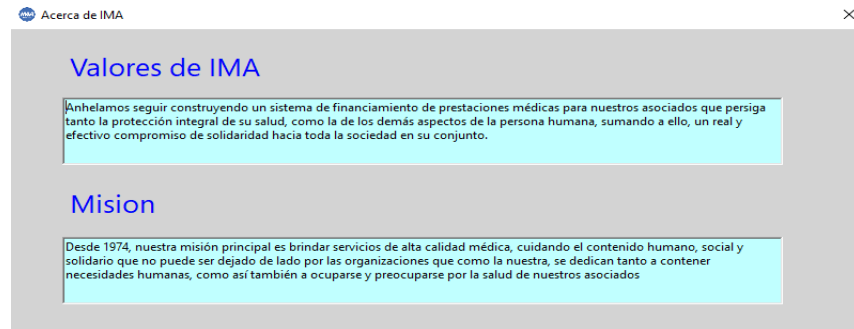 Acerca de IMA
Valores de IMA
Anhelamos seguir construyendo un sistema de financiamiento de prestaciones médicas para nuestros asociados que persiga
tanto la protección integral de su salud, como la de los demás aspectos de la persona humana, sumando a ello, un real y
efectivo compromiso de solidaridad hacia toda la sociedad en su conjunto.
Mision
Desde 1974, nuestra misión principal es brindar servicios de alta calidad médica, cuidando el contenido humano, social y
solidario que no puede ser dejado de lado por las organizaciones que como la nuestra, se dedican tanto a contener
necesidades humanas, como así también a ocuparse y preocuparse por la salud de nuestros asociados